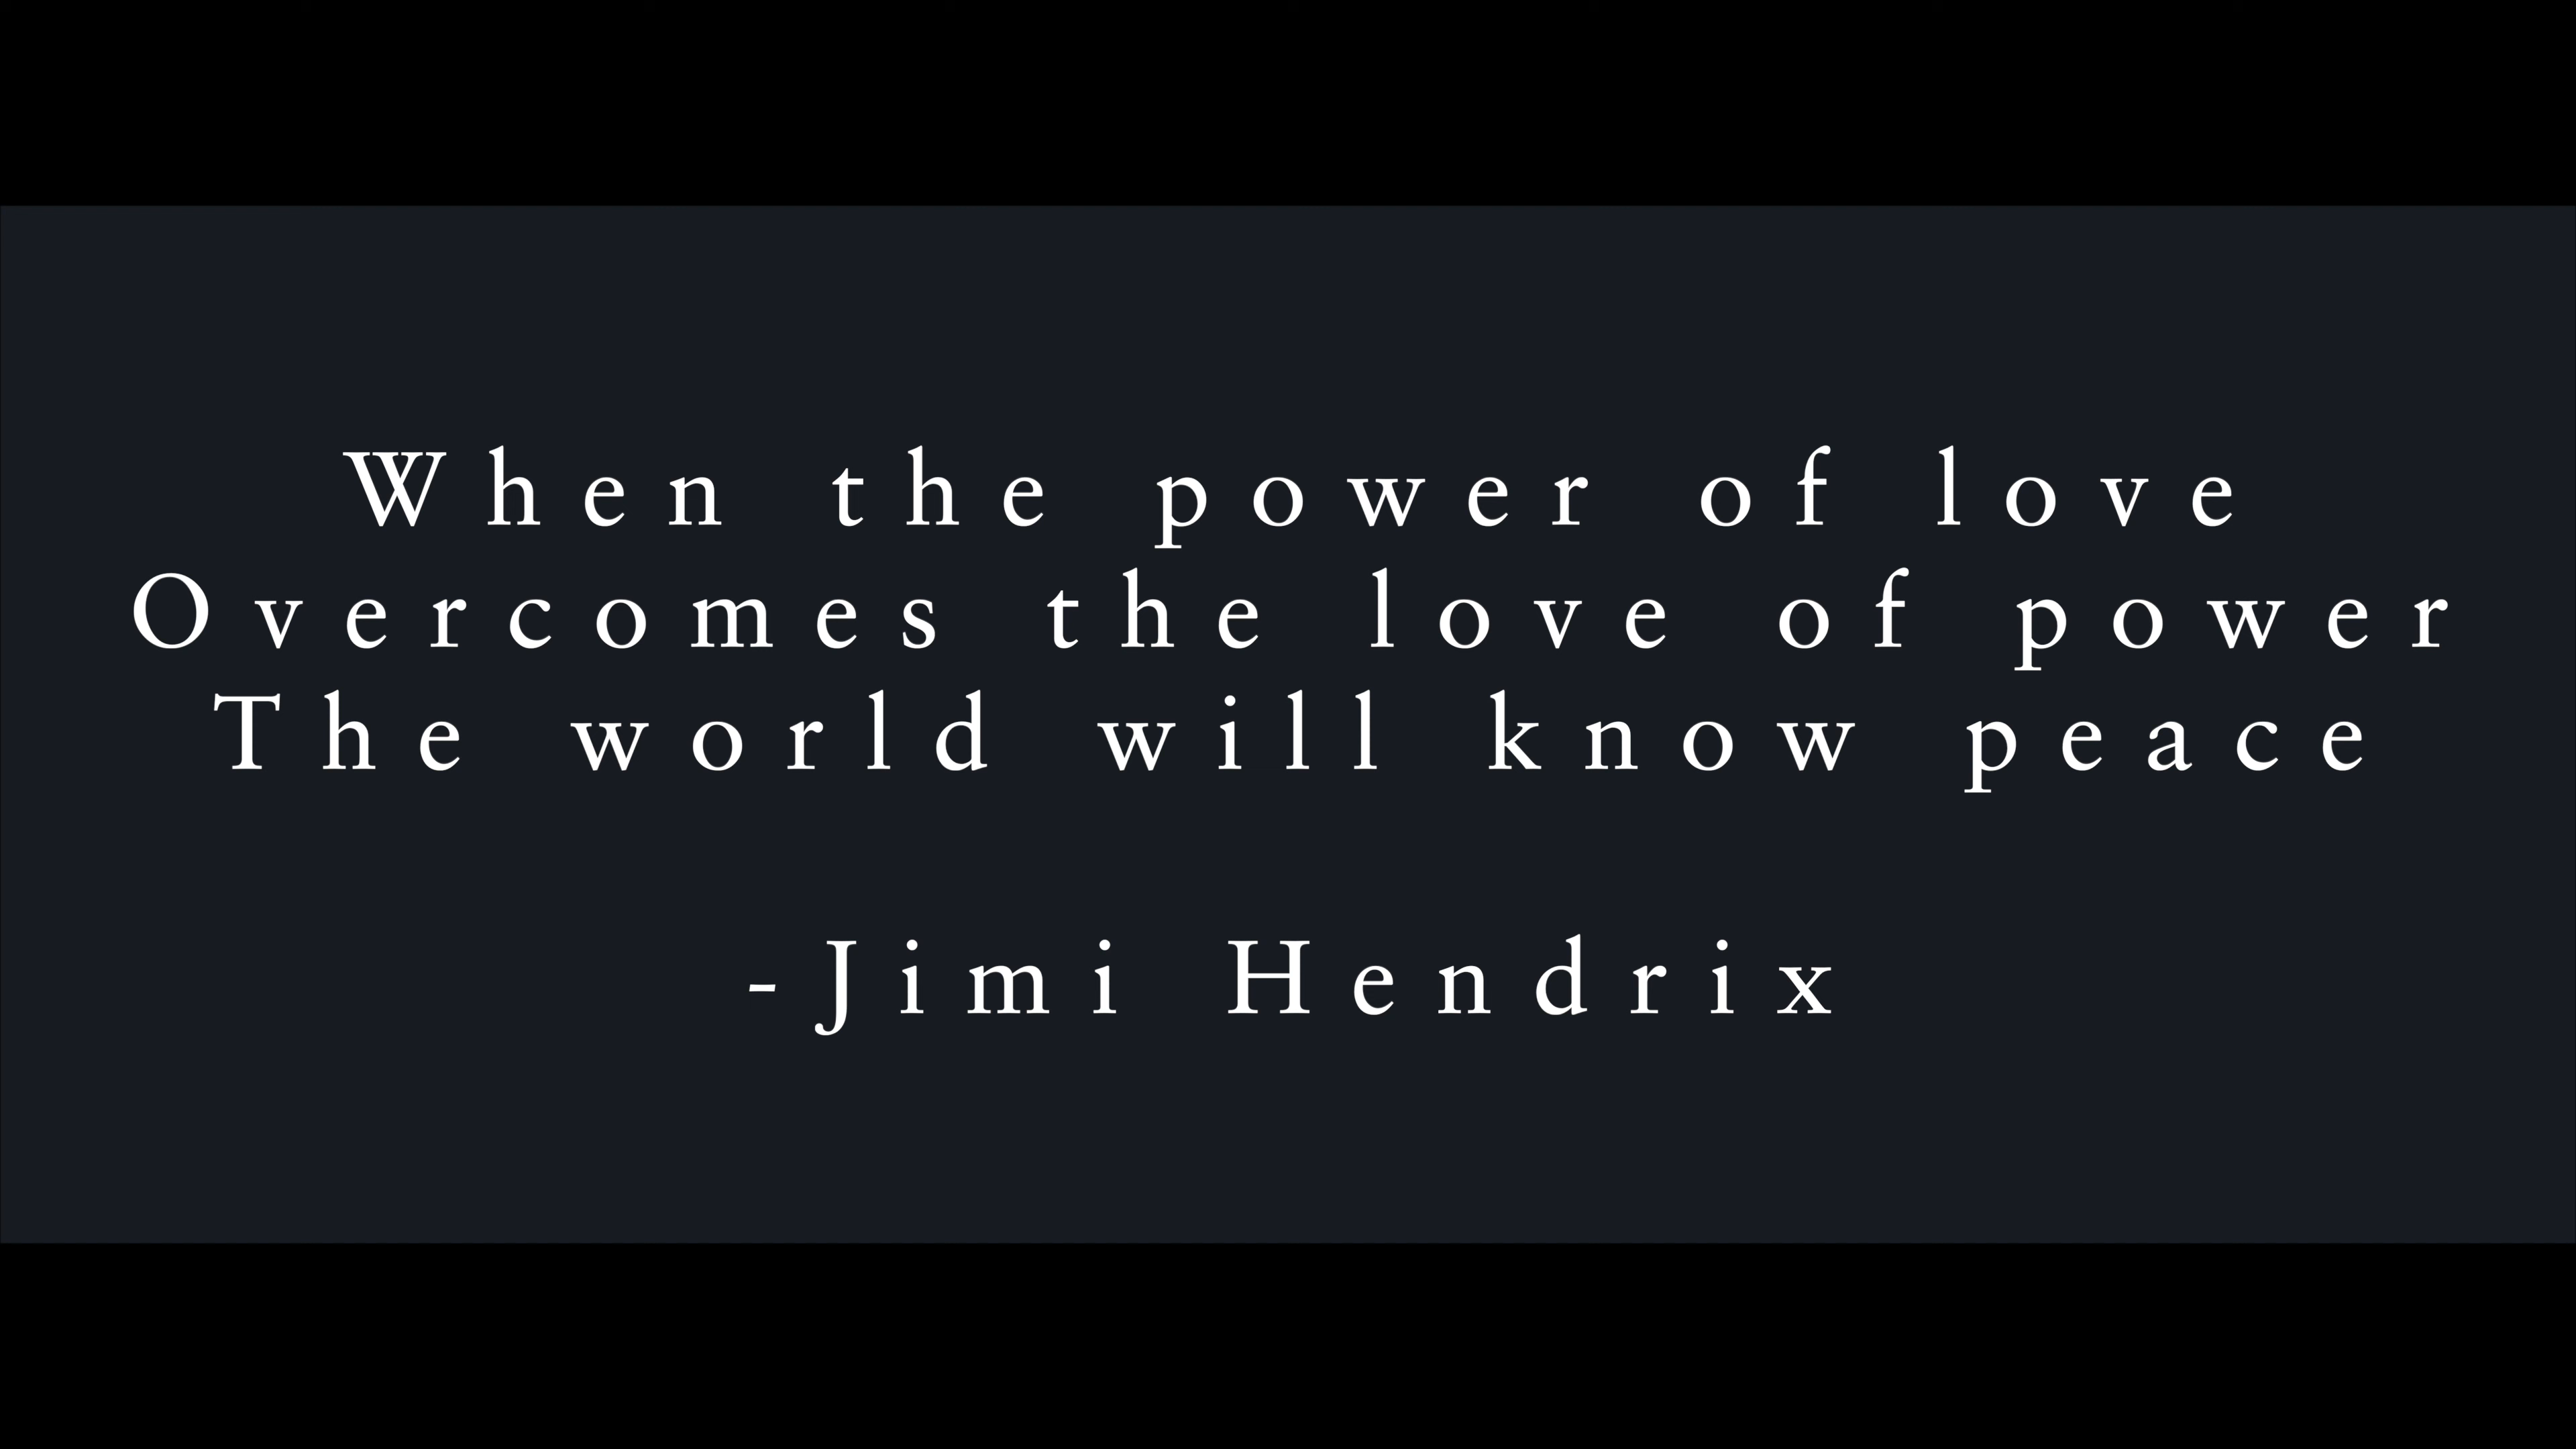 When the power of love
Overcomes the love of power
The world will know peace
-Jimi Hendrix